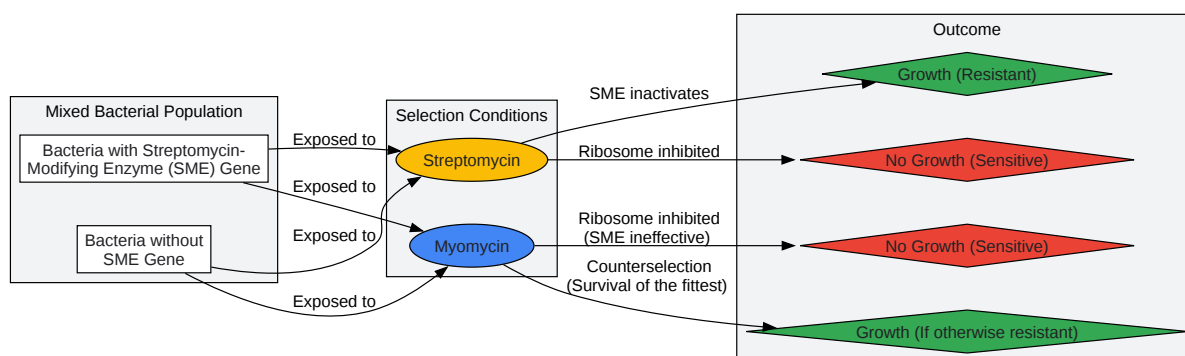 Outcome
Growth (Resistant)
SME inactivates
Mixed Bacterial Population
Selection Conditions
Bacteria with Streptomycin-
Modifying Enzyme (SME) Gene
Exposed to
Streptomycin
Ribosome inhibited
No Growth (Sensitive)
Exposed to
Bacteria without
SME Gene
Exposed to
Myomycin
Ribosome inhibited
(SME ineffective)
No Growth (Sensitive)
Exposed to
Counterselection
(Survival of the fittest)
Growth (If otherwise resistant)